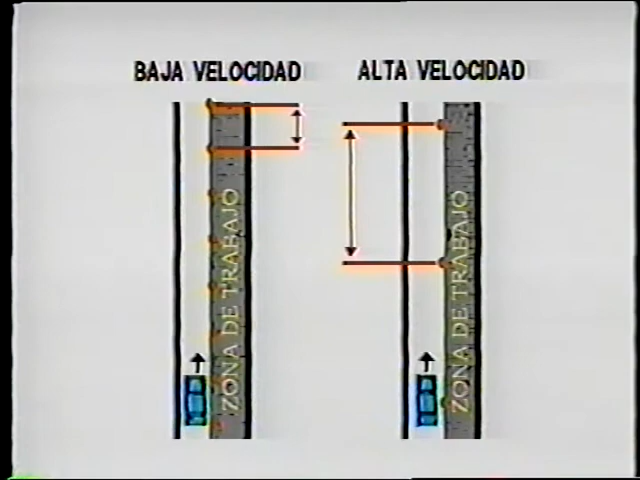 BAJA VELOCIDAD
ALTA VELOCIDAD
ZONA DE TRABAJO
ZONA DE TRABAJO